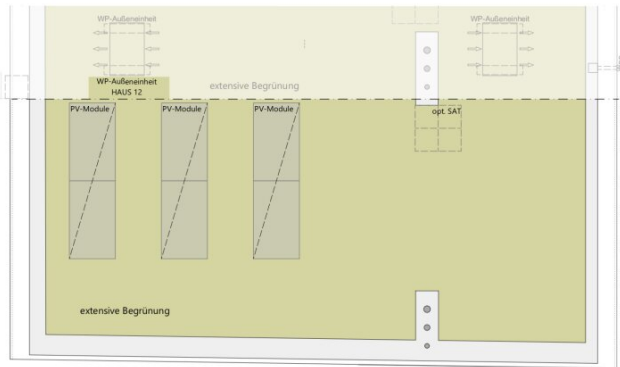 WP-Außeneinheit
WP-Außeneinheit
WP-Außeneinheit
HAUS 12
extensive Begrünung
PV-Module
PV-Module
PV-Module
opt. SAT
extensive Begrünung